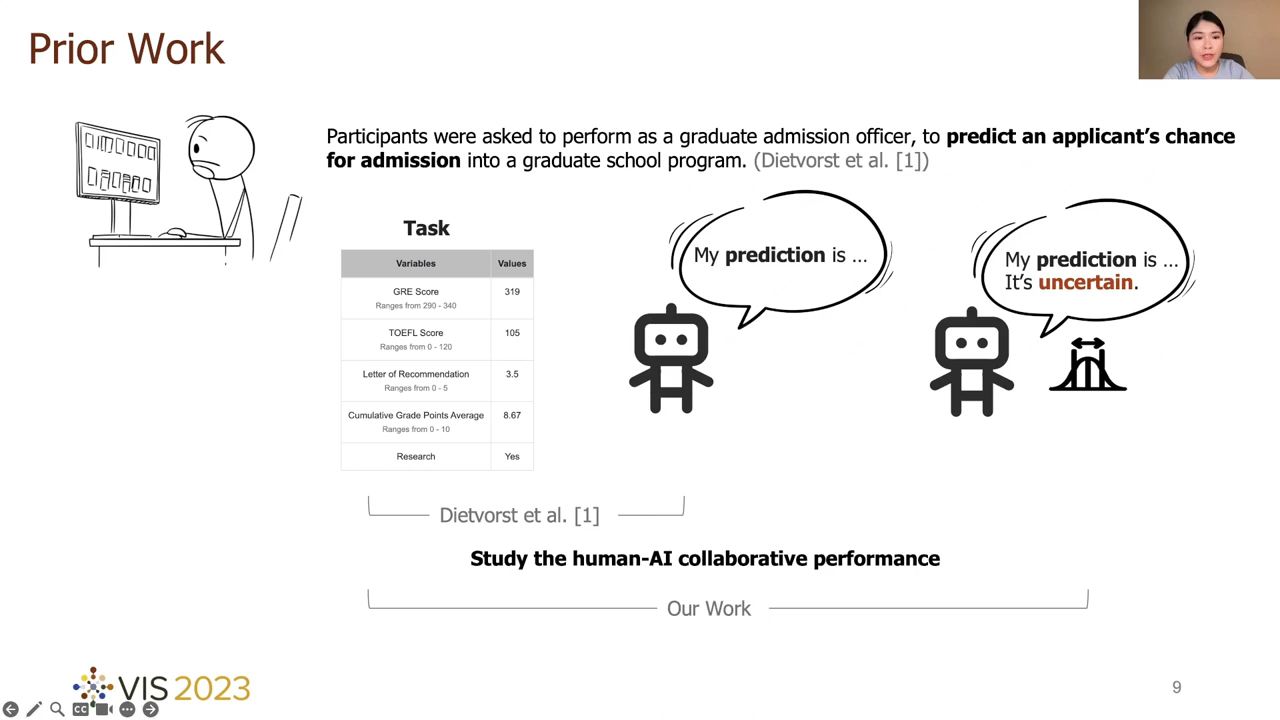 Prior Work
Participants were asked to perform as a graduate admission officer, to predict an applicant's chance
for admission into a graduate school program. (Dietvorst et al. [1])
Task
Variables Values
GRE Score 319
Ranges from 290 - 340
TOEFL Score 105
Ranges from 0 - 120
Letter of Recommendation 3.5
Ranges from 0 - 5
Cumulative Grade Points Average 8.67
Ranges from 0 - 10
Research Yes
My prediction is ...
My prediction is ...
It's uncertain.
Dietvorst et al. [1]
Study the human-AI collaborative performance
Our Work
VIS 2023
CC
9